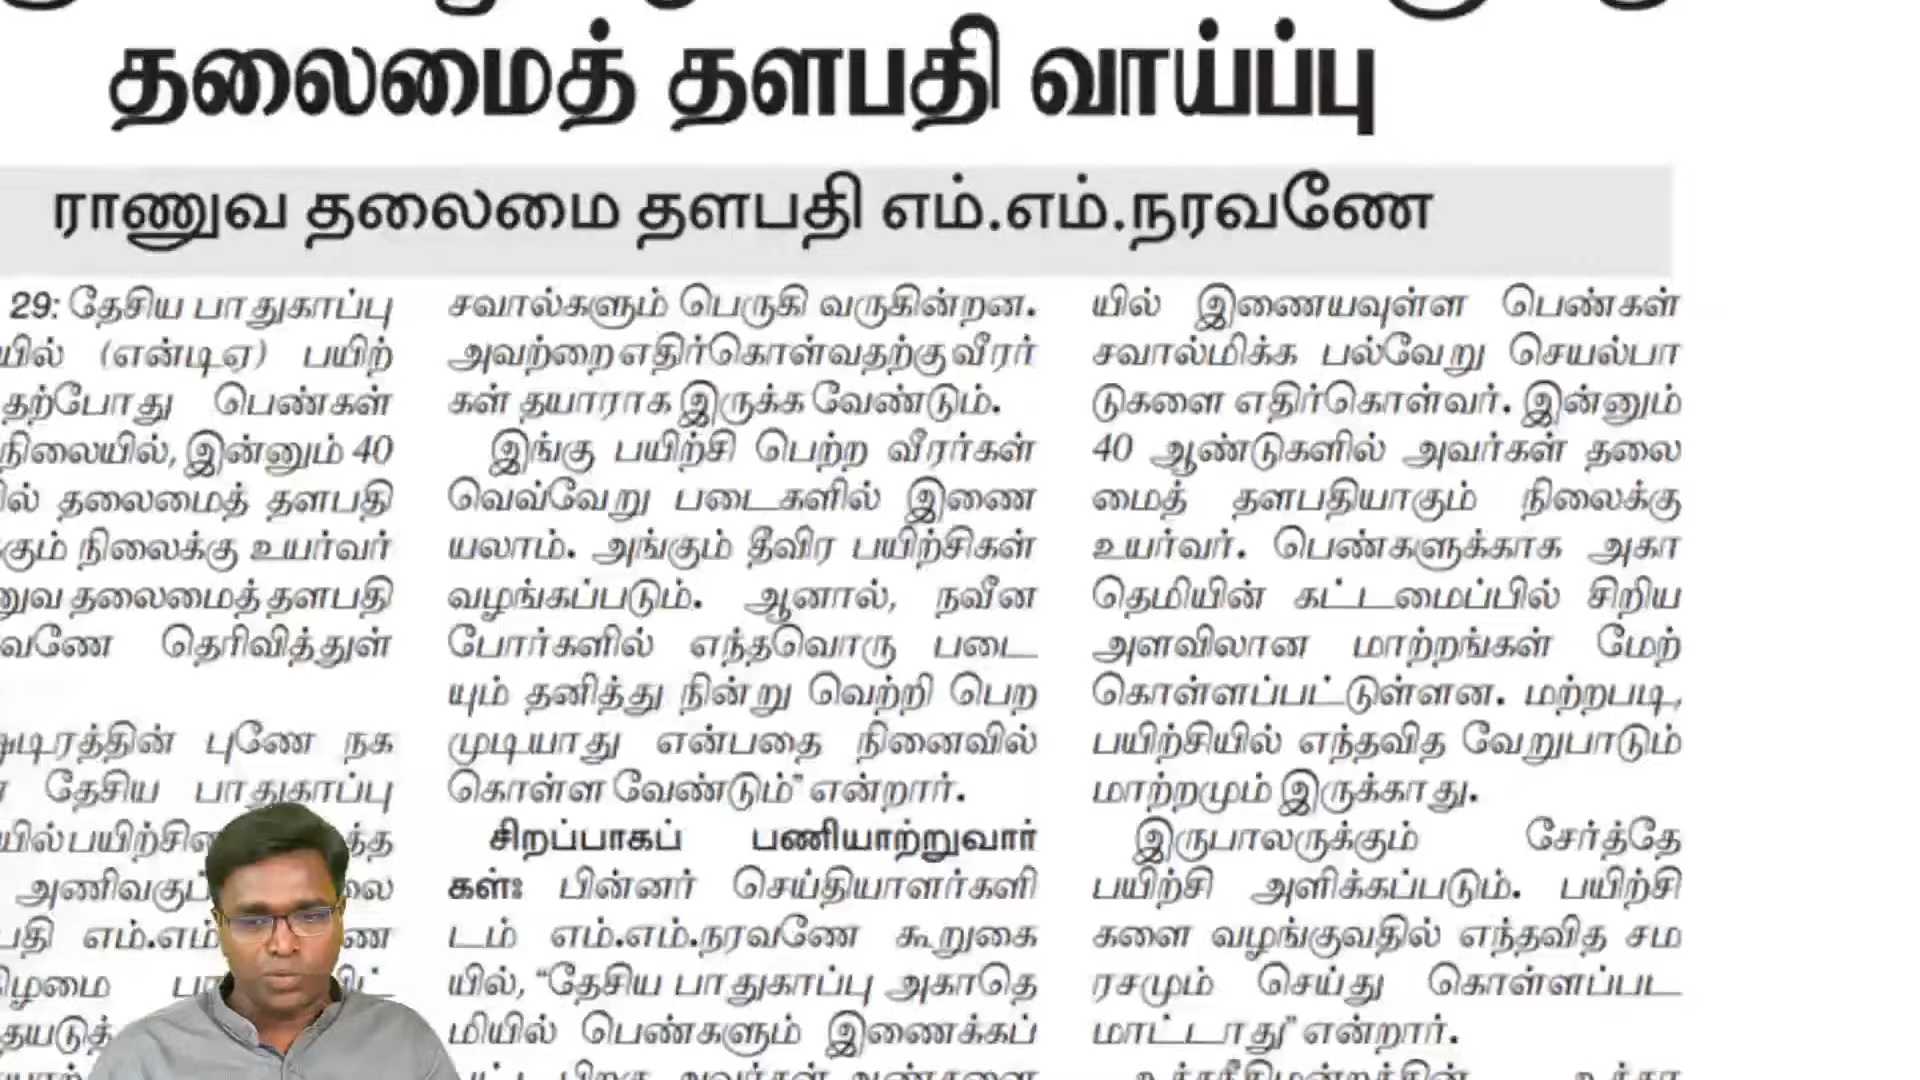 தலைமைத் தளபதி வாய்ப்பு
ராணுவ தலைமை தளபதி எம்.எம்.நரவணே
29: தேசிய பாதுகாப்பு
யில் (என்டிஏ) பயிற்
தற்போது பெண்கள்
நிலையில், இன்னும் 40
ல் தலைமைத் தளபதி
கும் நிலைக்கு உயர்வர்
ணுவ தலைமைத் தளபதி
வணே தெரிவித்துள்
புணே நக
தேசிய பாதுகாப்பு
எம்.எம்
சவால்களும் பெருகி வருகின்றன.
அவற்றை எதிர்கொள்வதற்கு வீரர்
கள் தயாராக இருக்க வேண்டும்.
இங்கு பயிற்சி பெற்ற வீரர்கள்
வெவ்வேறு படைகளில் இணை
யலாம். அங்கும் தீவிர பயிற்சிகள்
வழங்கப்படும். ஆனால், நவீன
போர்களில் எந்தவொரு படை
யும் தனித்து நின்று வெற்றி பெற
முடியாது என்பதை நினைவில்
கொள்ள வேண்டும்" என்றார்.
சிறப்பாகப் பணியாற்றுவார்
கள்: பின்னர் செய்தியாளர்களி
டம் எம்.எம்.நரவணே கூறுகை
யில், "தேசிய பாதுகாப்பு அகாதெ
மியில் பெண்களும் இணைக்கப்
யில் இணையவுள்ள பெண்கள்
சவால்மிக்க பல்வேறு செயல்பா
டுகளை எதிர்கொள்வர். இன்னும்
40 ஆண்டுகளில் அவர்கள் தலை
மைத் தளபதியாகும் நிலைக்கு
உயர்வர். பெண்களுக்காக அகா
தெமியின் கட்டமைப்பில் சிறிய
அளவிலான மாற்றங்கள் மேற்
கொள்ளப்பட்டுள்ளன. மற்றபடி,
பயிற்சியில் எந்தவித வேறுபாடும்
மாற்றமும் இருக்காது.
இருபாலருக்கும் சேர்த்தே
பயிற்சி அளிக்கப்படும். பயிற்சி
களை வழங்குவதில் எந்தவித சம
ரசமும் செய்து கொள்ளப்பட
மாட்டாது" என்றார்.